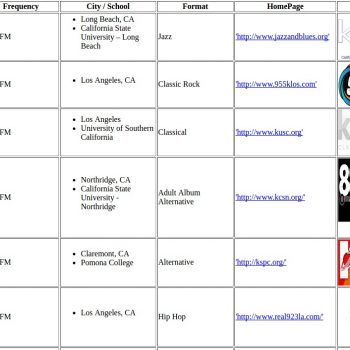 Frequency City / School Format HomePage
FM
Long Beach, CA
California State
University – Long
Beach
Jazz
'http://www.jazzandblues.org'
k
FM
Los Angeles, CA
Classic Rock
'http://www.955klos.com'
FM
Los Angeles
University of Southern
California
Classical
'http://www.kusc.org'
k
FM
Northridge, CA
California State
University -
Northridge
Adult Album
Alternative
'http://www.kcsn.org/'
8
FM
Claremont, CA
Pomona College
Alternative
'http://kspc.org/'
FM
Los Angeles, CA
Hip Hop
'http://www.real923la.com/'